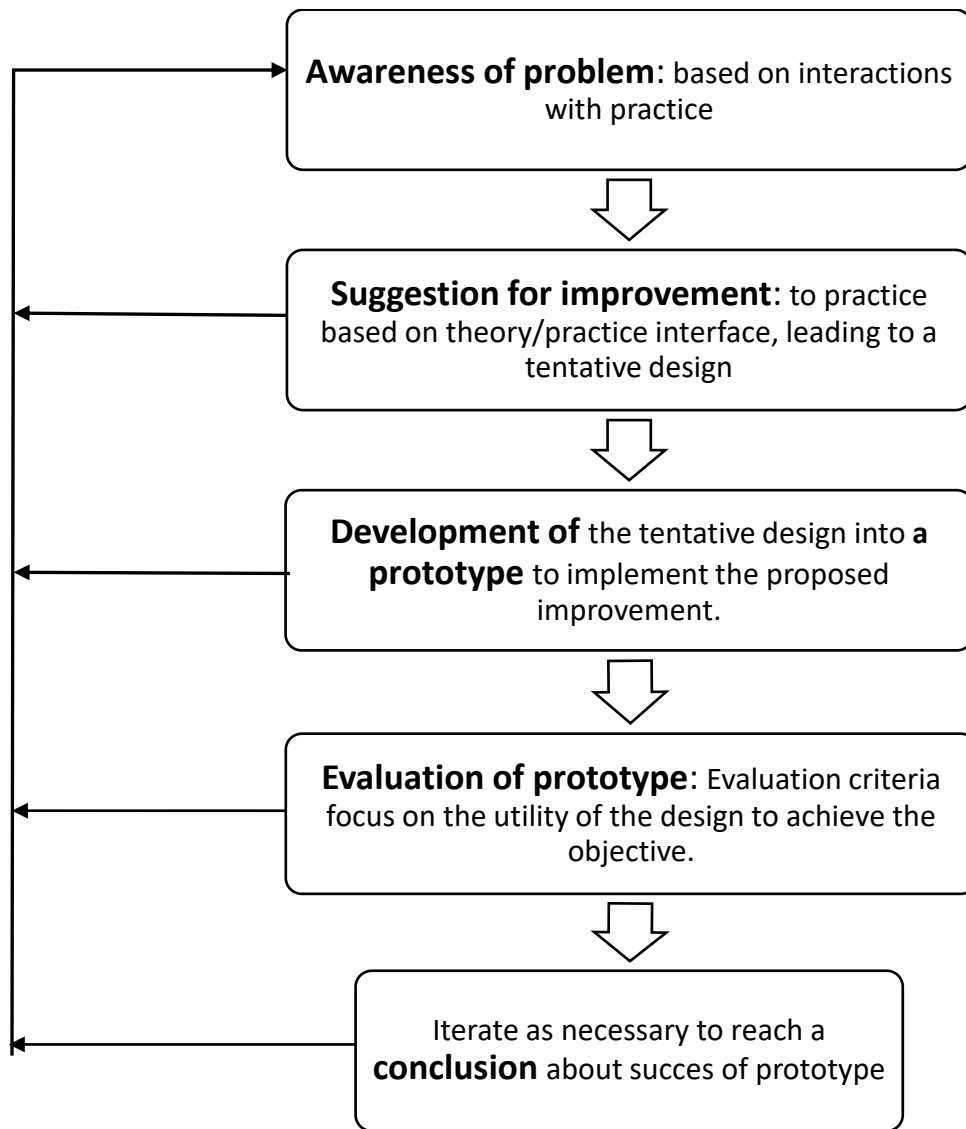 Awareness of problem: based on interactions
with practice
Suggestion for improvement: to practice
based on theory/practice interface, leading to a
tentative design
Development of the tentative design into a
prototype to implement the proposed
improvement.
Evaluation of prototype: Evaluation criteria
focus on the utility of the design to achieve the
objective.
Iterate as necessary to reach a
conclusion about succes of prototype